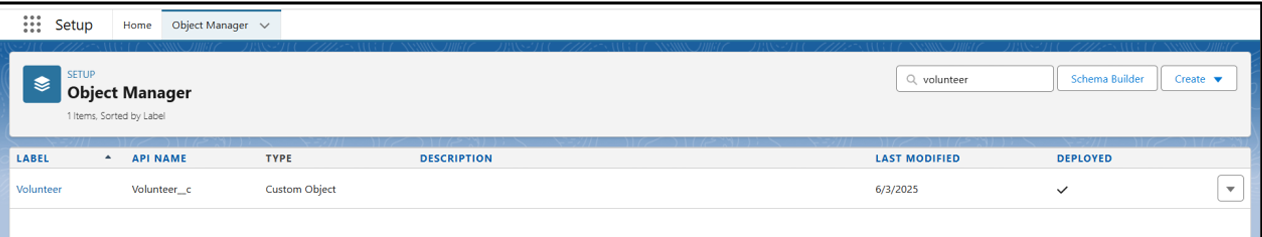 Setup Home Object Manager
SETUP
Object Manager
1 Items, Sorted by Label
volunteer Schema Builder Create
LABEL API NAME TYPE DESCRIPTION LAST MODIFIED DEPLOYED
Volunteer Volunteer__c Custom Object 6/3/2025